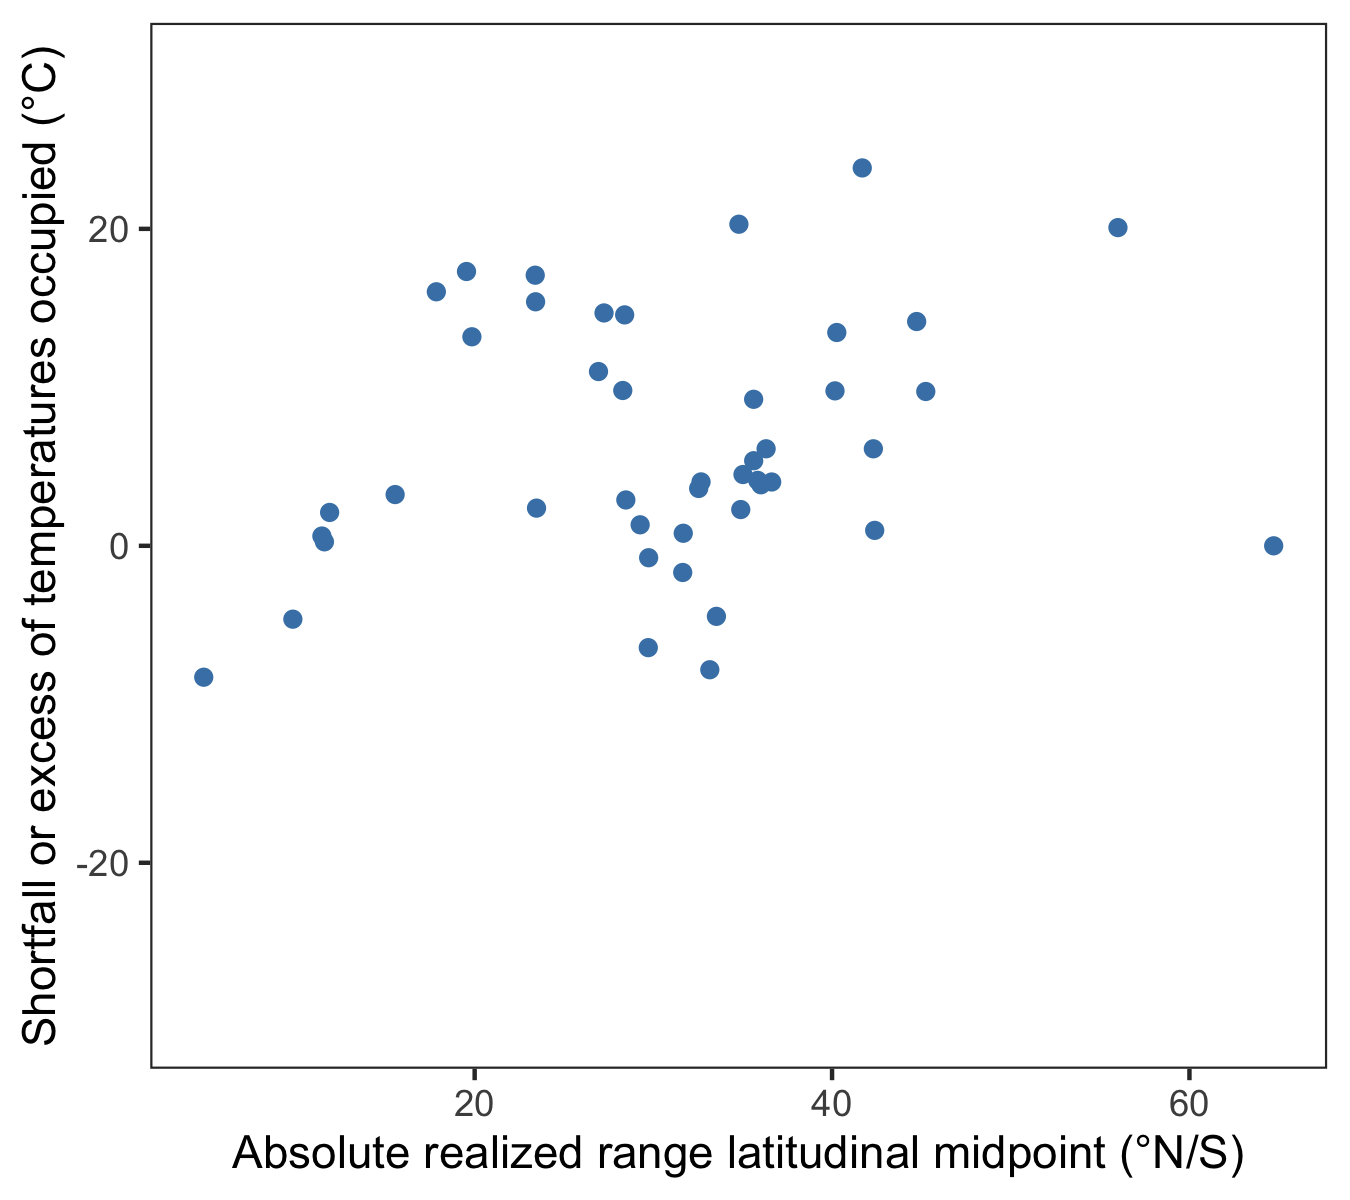 Shortfall or excess of temperatures occupied (°C)
20
0
-20
20 40 60
Absolute realized range latitudinal midpoint (°N/S)